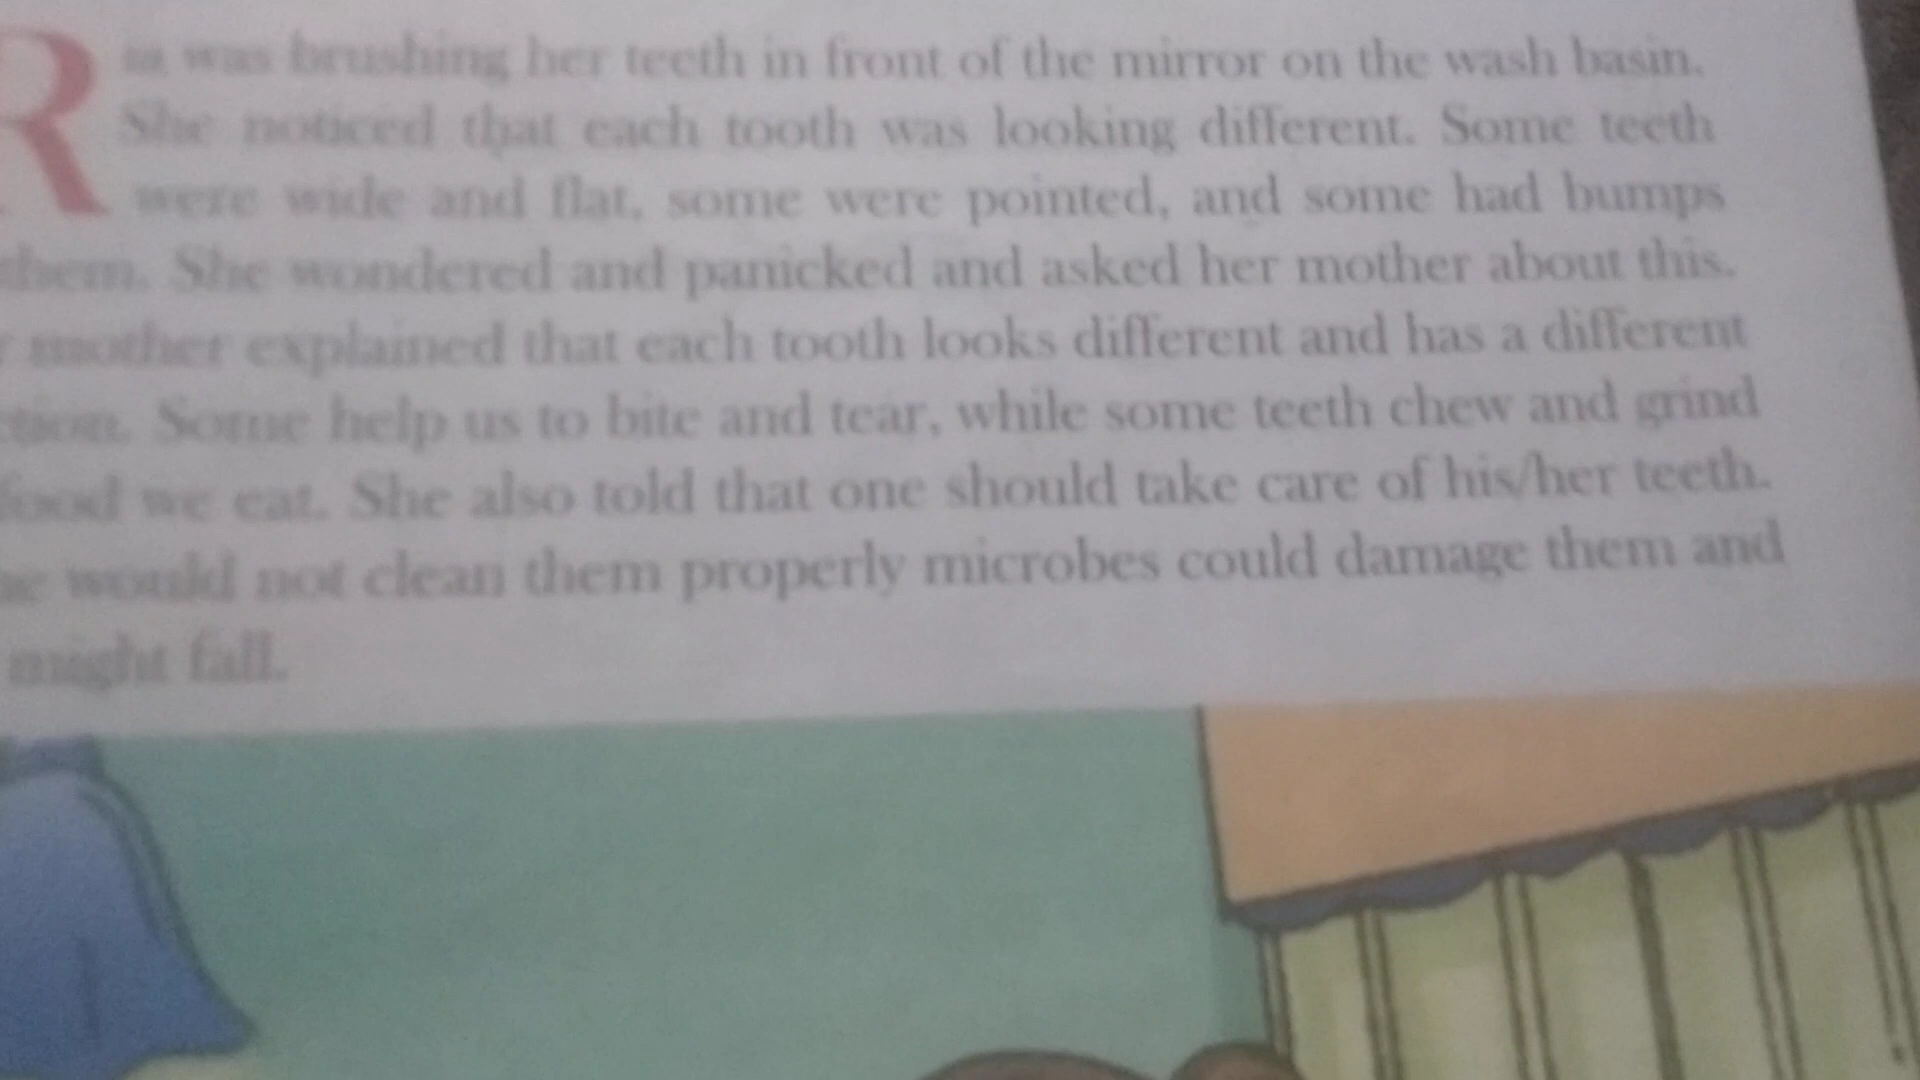 Ria was brushing her teeth in front of the mirror on the wash basin.
She noticed that each tooth was looking different. Some teeth
were wide and flat, some were pointed, and some had bumps
them. She wondered and panicked and asked her mother about this.
mother explained that each tooth looks different and has a different
tion. Some help us to bite and tear, while some teeth chew and grind
food we eat. She also told that one should take care of his/her teeth.
would not clean them properly microbes could damage them and
might fall.